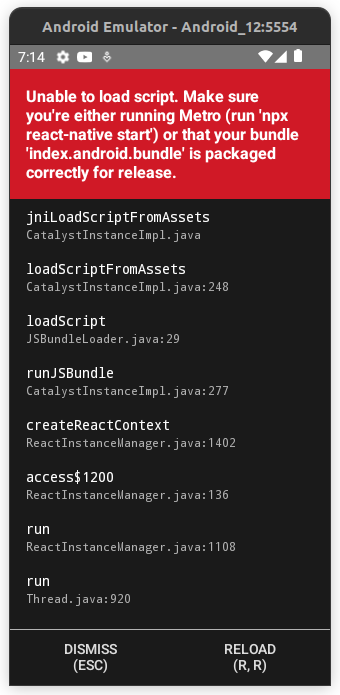 Android Emulator - Android_12:5554
7:14
Unable to load script. Make sure
you're either running Metro (run 'npx
react-native start') or that your bundle
'index.android.bundle' is packaged
correctly for release.
jniLoadScriptFromAssets
CatalystInstanceImpl.java
loadScriptFromAssets
CatalystInstanceImpl.java:248
loadScript
JSBundleLoader.java:29
runJSBundle
CatalystInstanceImpl.java:277
createReactContext
ReactInstanceManager.java:1402
access$1200
ReactInstanceManager.java:136
run
ReactInstanceManager.java:1108
run
Thread.java:920
DISMISS
(ESC)
RELOAD
(R, R)